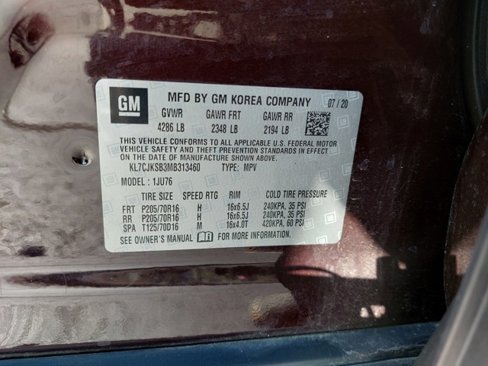 GM MFD BY GM KOREA COMPANY 07/20
GVWR GAWR FRT GAWR RR
4286 LB 2348 LB 2194 LB
THIS VEHICLE CONFORMS TO ALL APPLICABLE U.S. FEDERAL MOTOR
VEHICLE SAFETY, THEFT PREVENTION AND BUMPER STANDARDS IN EFFECT
ON THE DATE OF MANUFACTURE SHOWN ABOVE.
KL7CJKSB3MB313460 TYPE: MPV
MODEL : 1JU76
TIRE SIZE SPEED RTG RIM COLD TIRE PRESSURE
FRT P205/70R16 H 16x6.5J 240KPA, 35 PSI
RR P205/70R16 H 16x6.5J 240KPA, 35 PSI
SPA T125/70D16 M 16x4.0T 420KPA, 60 PSI
SEE OWNER'S MANUAL FOR MORE INFORMATION.